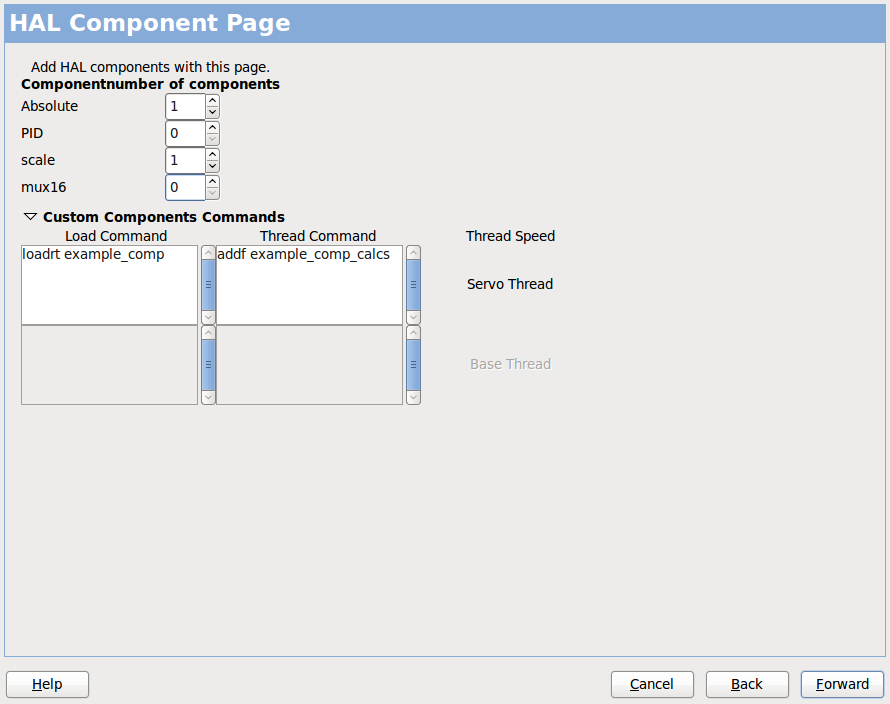 HAL Component Page
Add HAL components with this page.
Componentnumber of components
Absolute 1
PID 0
scale 1
mux16 0
Custom Components Commands
Load Command Thread Command Thread Speed
loadrt example_comp addf example_comp_calcs
Servo Thread
Base Thread
Help Cancel Back Forward